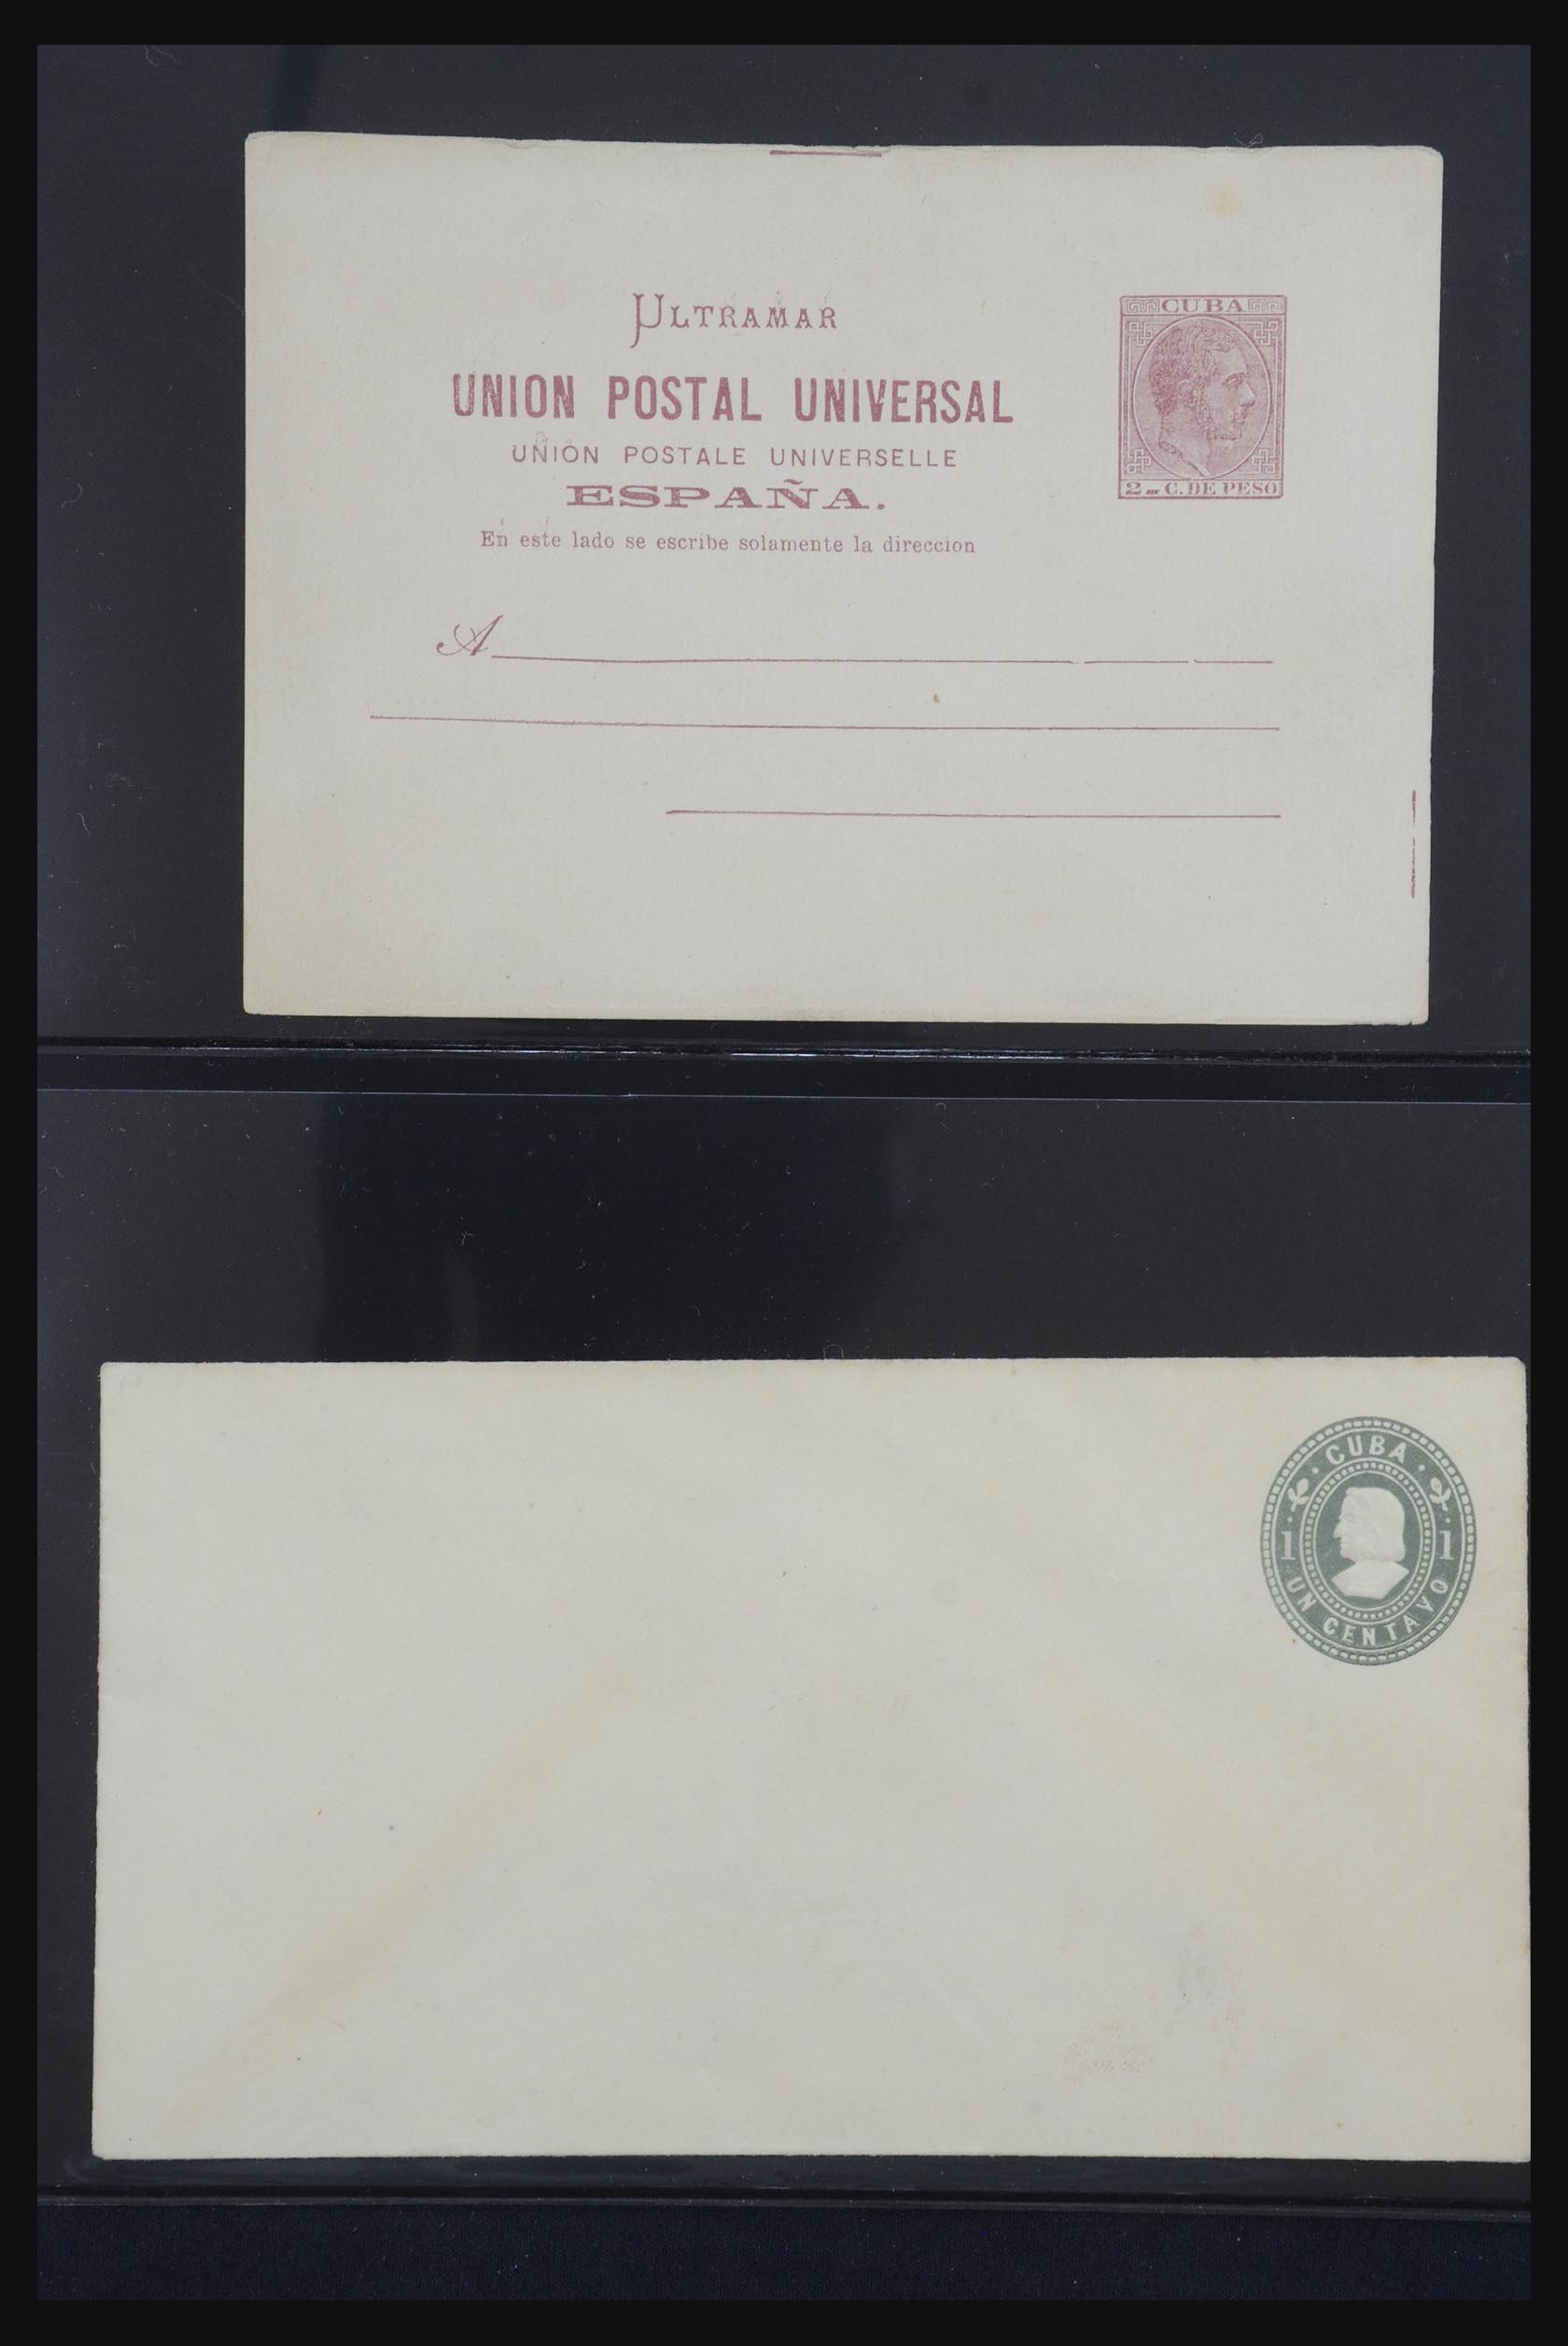 ULTRAMAR
CUBA
UNION POSTAL UNIVERSAL
UNION POSTALE UNIVERSELLE
ESPAÑA.
2 C. DE PESO
En este lado se escribe solamente la direccion
A
CUBA
1 1
UN CENTAVO